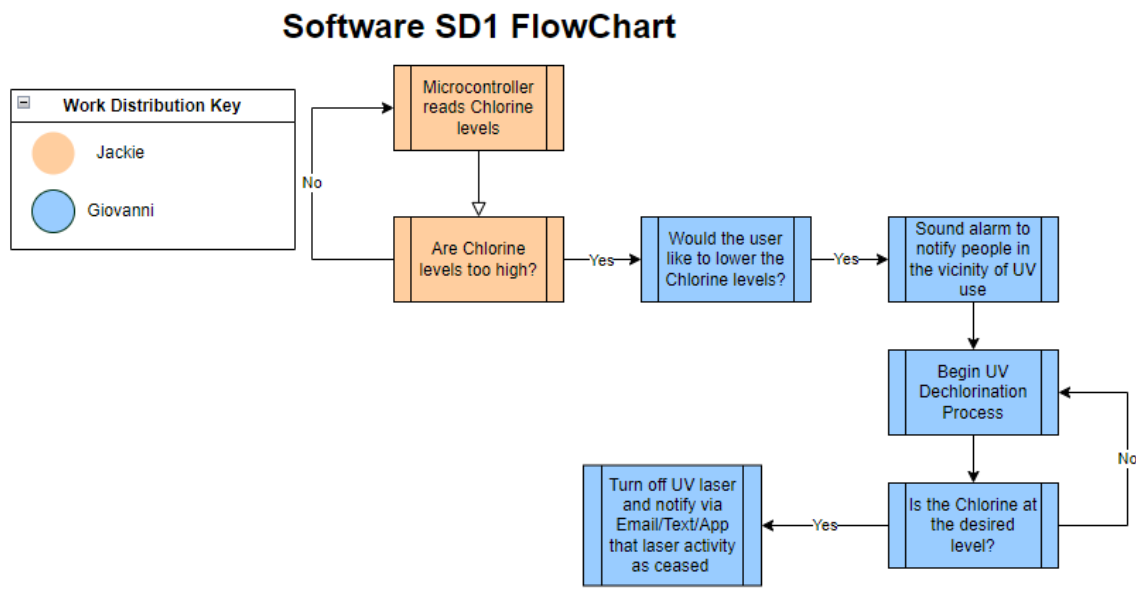 Software SD1 FlowChart
Work Distribution Key
Jackie
Giovanni
Microcontroller
reads Chlorine
levels
No
Are Chlorine
levels too high?
Yes
Would the user
like to lower the
Chlorine levels?
Yes
Sound alarm to
notify people in
the vicinity of UV
use
Begin UV
Dechlorination
Process
No
Is the Chlorine at
the desired
level?
Yes
Turn off UV laser
and notify via
Email/Text/App
that laser activity
as ceased